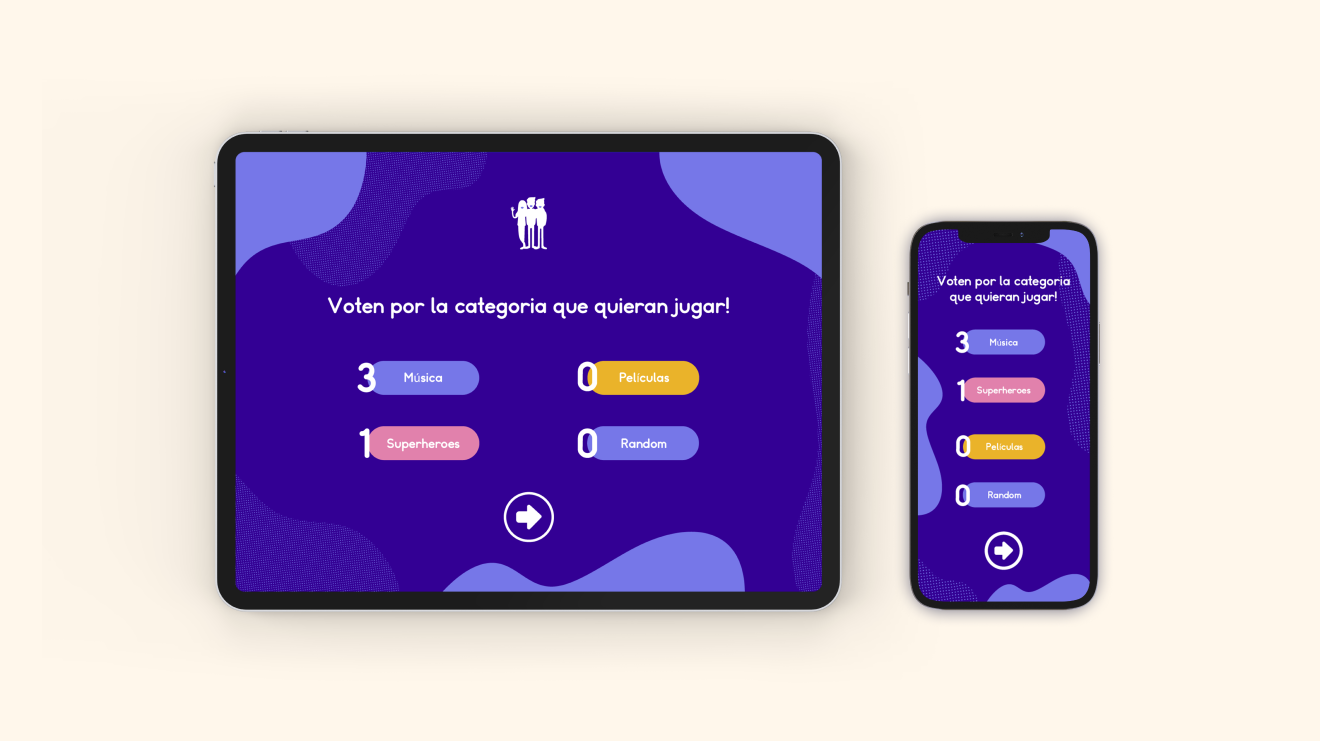 Voten por la categoria que quieran jugar!
3 Música
0 Películas
1 Superheroes
0 Random
Voten por la categoria
que quieran jugar!
3 Música
1 Superheroes
0 Películas
0 Random